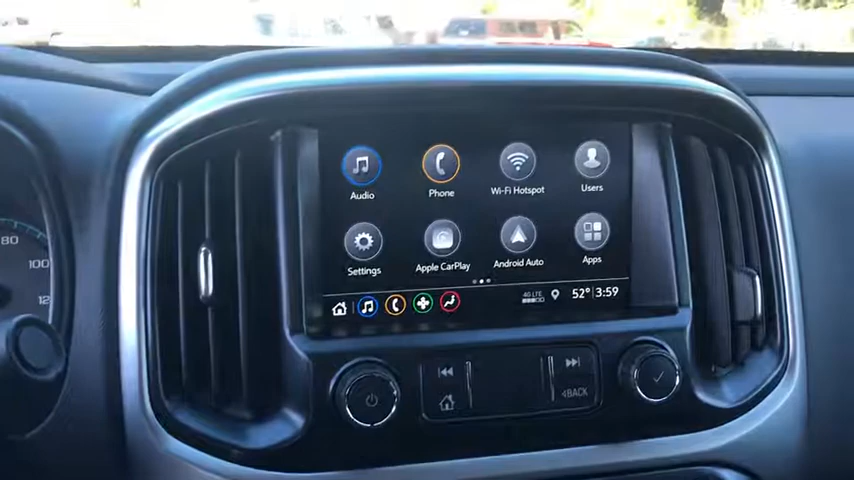 Audio Phone Wi-Fi Hotspot Users
Settings Apple CarPlay Android Auto Apps
4G LTE 52° 3:59
80
100
12
BACK